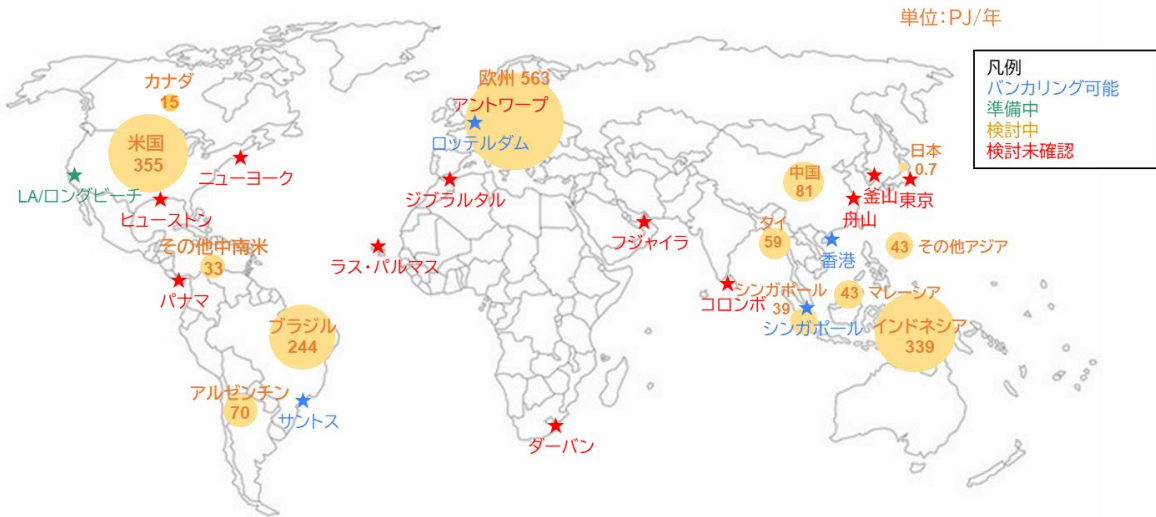 単位：PJ/年
凡例
バンカリング可能
準備中
検討中
検討未確認
カナダ
15
米国
355
LA/ロングビーチ
ニューヨーク
ヒューストン
その他中南米
33
パナマ
ブラジル
244
アルゼンチン
70
サントス
欧州 563
アントワープ
ロッテルダム
ジブラルタル
ラス・パルマス
フジャイラ
ダーバン
コロンボ
中国
81
日本
0.7
釜山
東京
舟山
タイ
59
香港
43 その他アジア
シンガポール
39
シンガポール
43 マレーシア
インドネシア
339